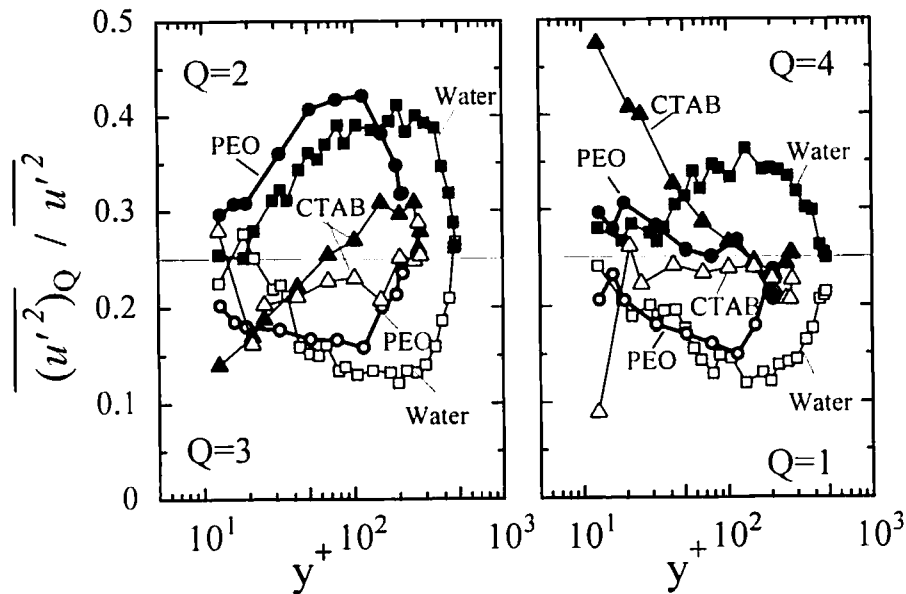 0.5
0.4
0.3
0.2
0.1
0
(u'²)_Q / u'²
Q=2
Water
PEO
CTAB
PEO
Water
Q=3
10¹ 10² 10³
y⁺
Q=4
CTAB
PEO
Water
CTAB
PEO
Water
Q=1
10¹ 10² 10³
y⁺